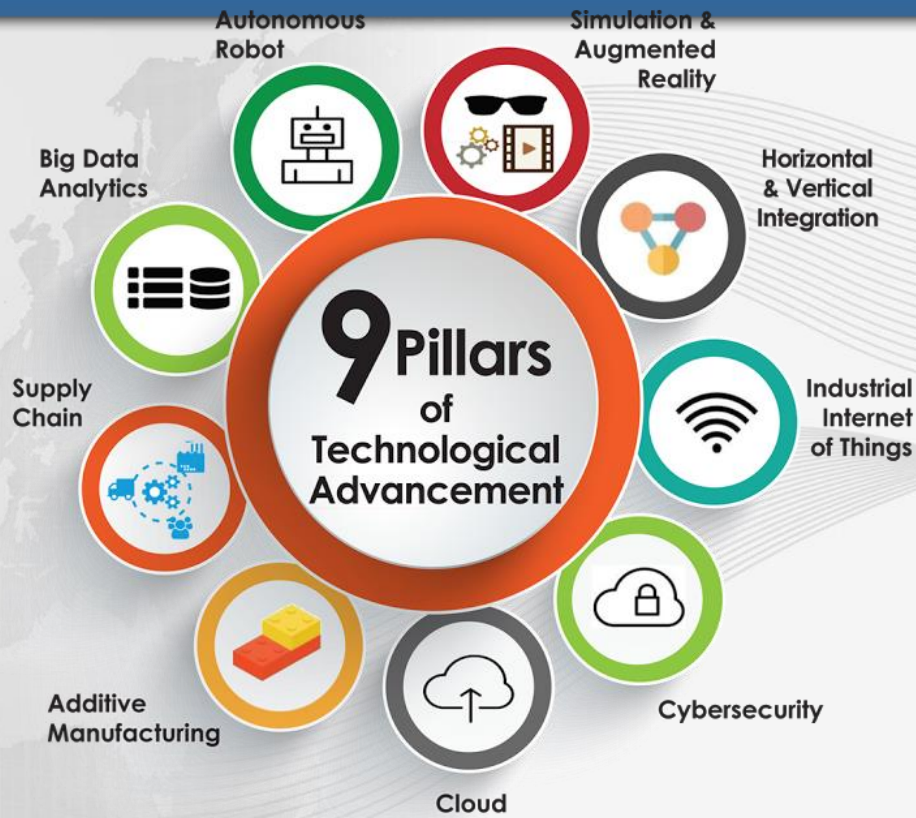 Autonomous
Robot
Simulation &
Augmented
Reality
Big Data
Analytics
Horizontal
& Vertical
Integration
9 Pillars
of
Technological
Advancement
Supply
Chain
Industrial
Internet
of Things
Additive
Manufacturing
Cybersecurity
Cloud